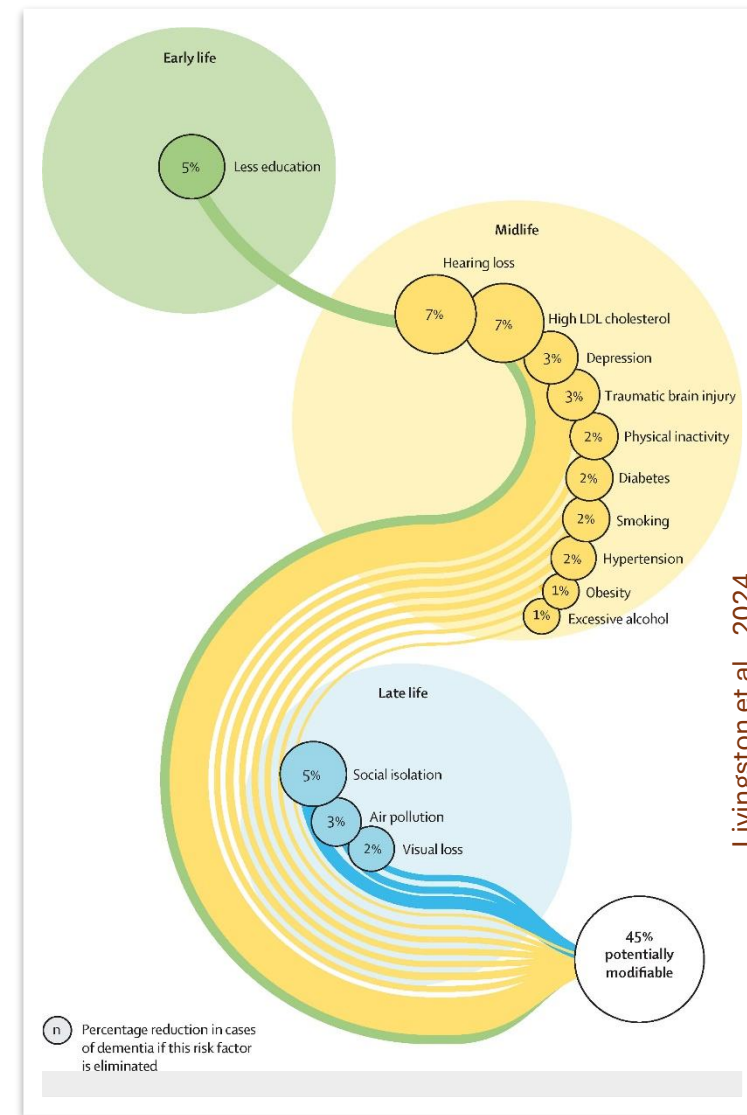 Early life
5%
Less education
Midlife
Hearing loss
7%
7%
High LDL cholesterol
3%
Depression
3%
Traumatic brain injury
2%
Physical inactivity
2%
Diabetes
2%
Smoking
2%
Hypertension
1%
Obesity
1%
Excessive alcohol
Late life
5%
Social isolation
3%
Air pollution
2%
Visual loss
45%
potentially
modifiable
n
Percentage reduction in cases
of dementia if this risk factor
is eliminated
Livingston et al., 2024